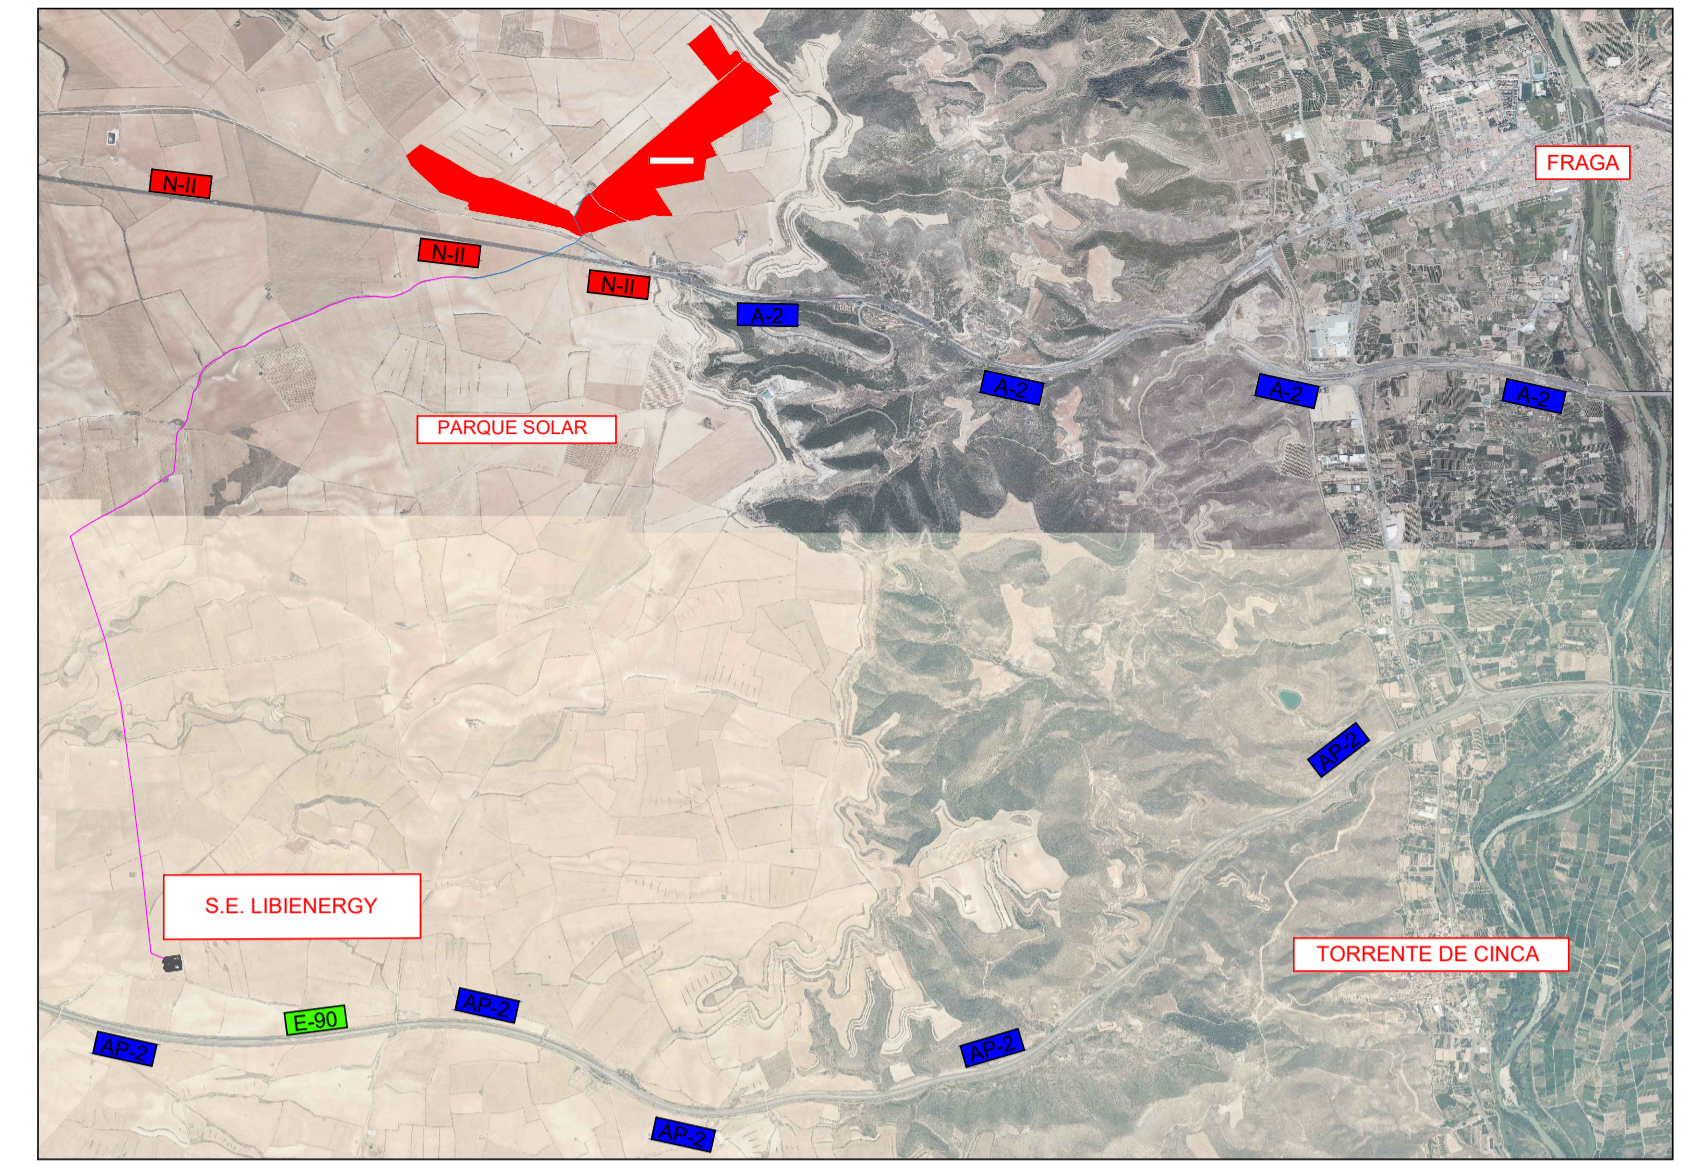 FRAGA
N-II
N-II
N-II
A-2
A-2
A-2
A-2
PARQUE SOLAR
AP-2
S.E. LIBIENERGY
TORRENTE DE CINCA
AP-2
E-90
AP-2
AP-2
AP-2